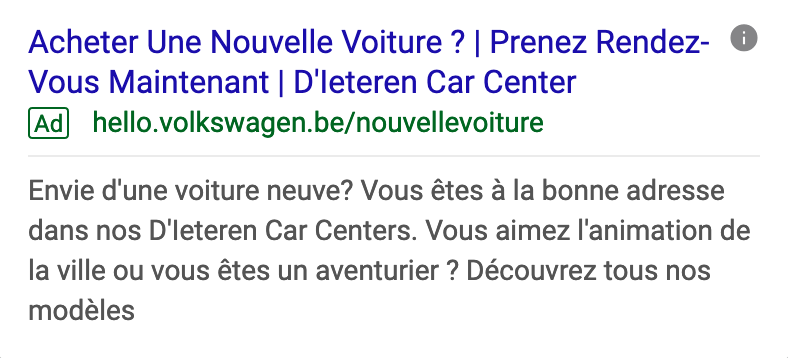 Acheter Une Nouvelle Voiture ? | Prenez Rendez-
Vous Maintenant | D'Ieteren Car Center
Ad hello.volkswagen.be/nouvellevoiture
Envie d'une voiture neuve? Vous êtes à la bonne adresse
dans nos D'Ieteren Car Centers. Vous aimez l'animation de
la ville ou vous êtes un aventurier ? Découvrez tous nos
modèles